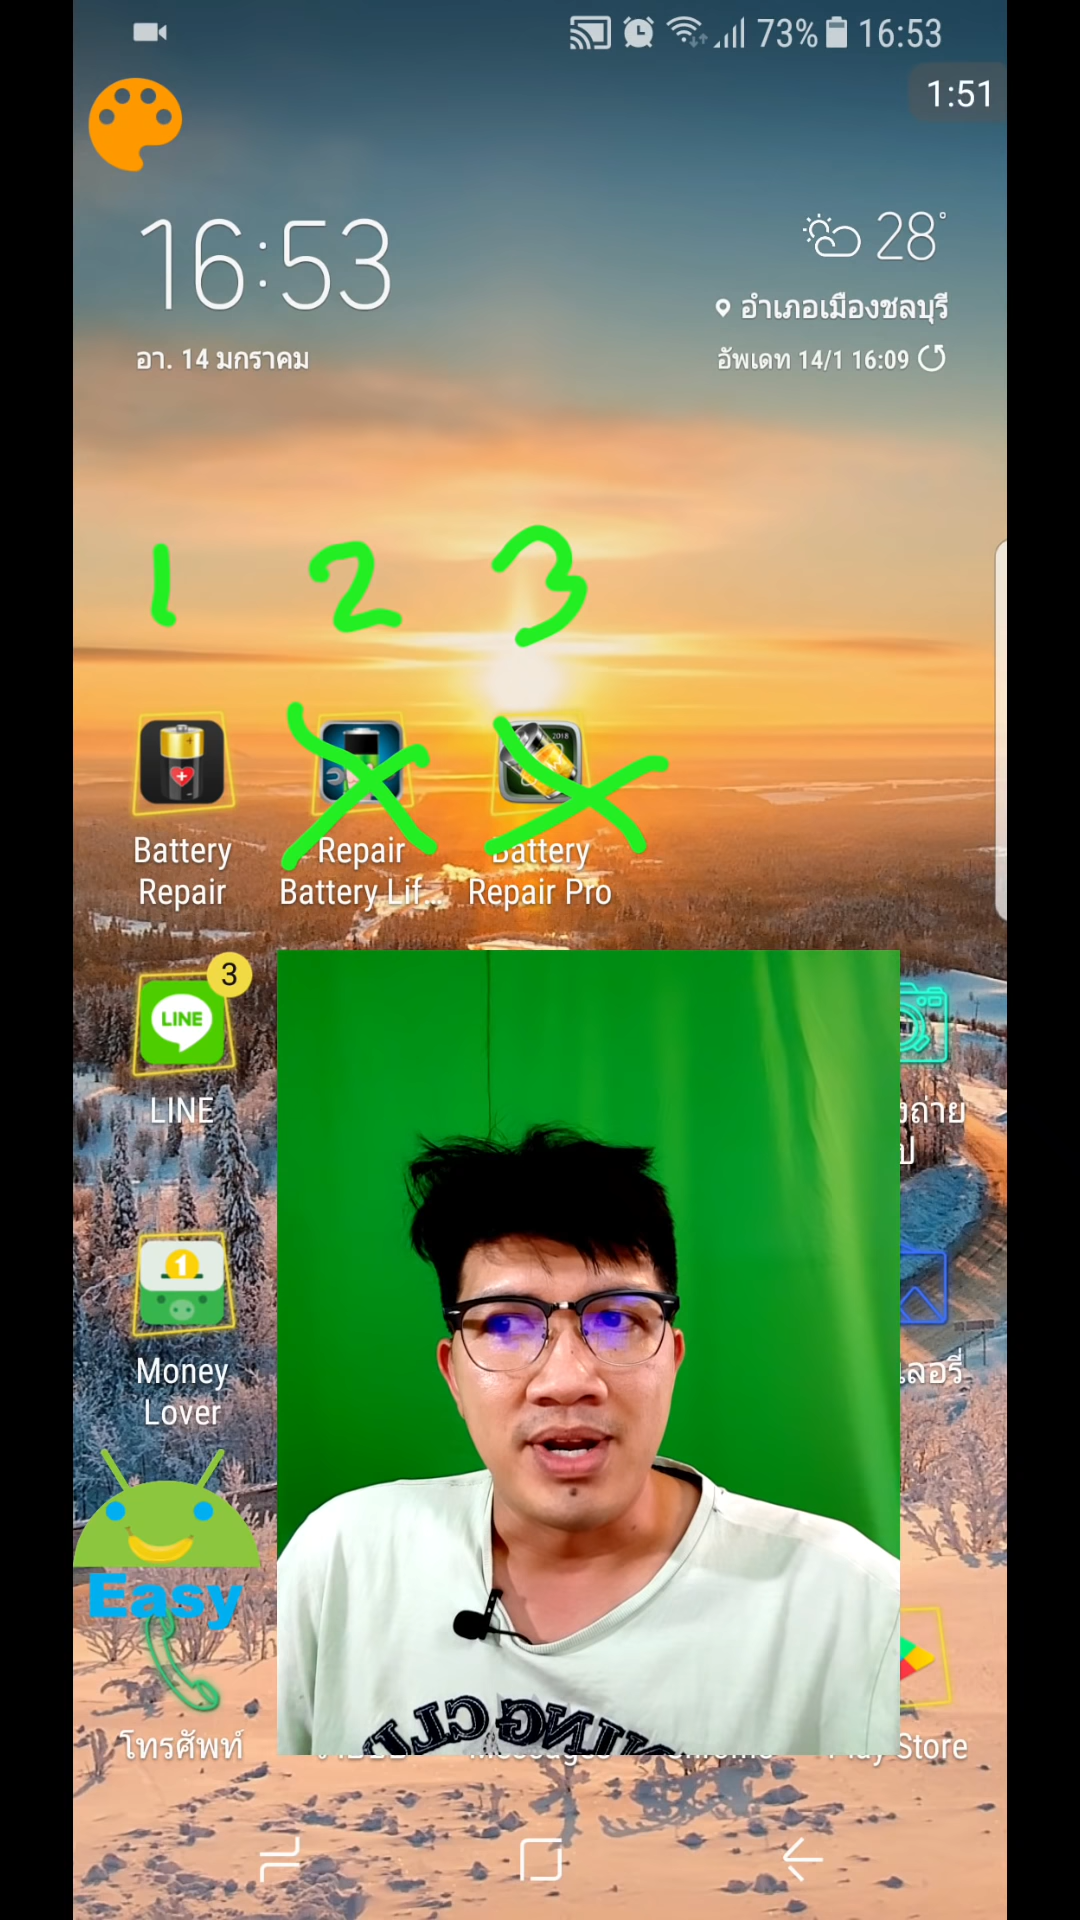 73% 16:53
1:51
16:53
28°
อำเภอเมืองชลบุรี
อา. 14 มกราคม
อัพเดท 14/1 16:09
1 2 3
2018
Battery
Repair
Repair
Battery Lif...
Battery
Repair Pro
3
LINE
LINE
1
Money
Lover
Easy
โทรศัพท์
Store